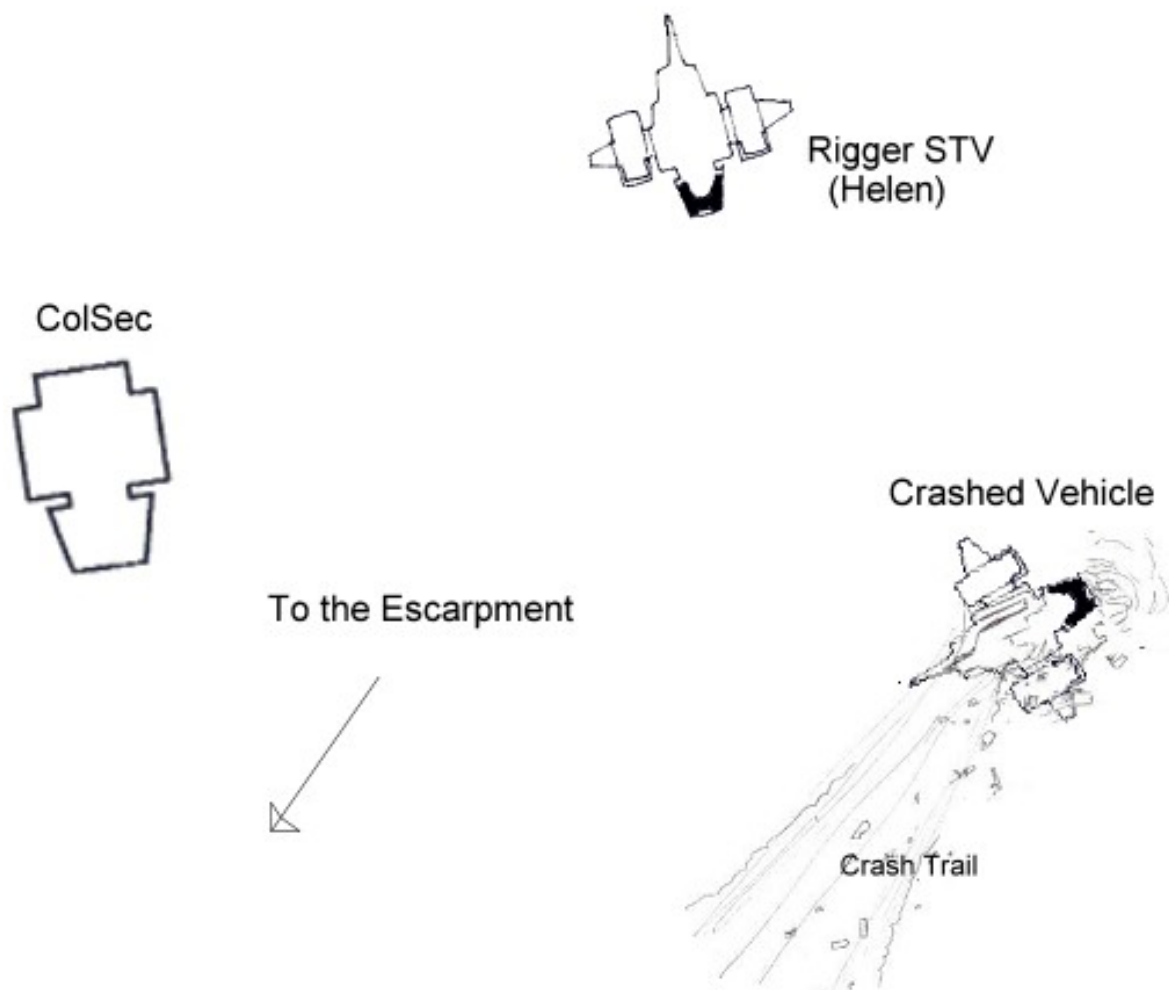 Rigger STV
(Helen)
ColSec
Crashed Vehicle
To the Escarpment
Crash Trail